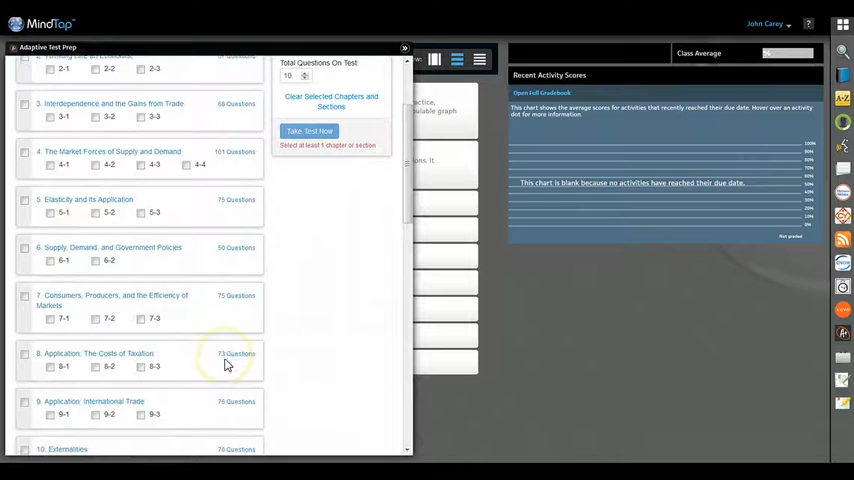 MindTap™
John Carey
?
Adaptive Test Prep
Class Average
%
2-1 2-2 2-3
Total Questions On Test:
10
Clear Selected Chapters and
Sections
Take Test Now
Select at least 1 chapter or section
3. Interdependence and the Gains from Trade
68 Questions
3-1 3-2 3-3
4. The Market Forces of Supply and Demand
101 Questions
4-1 4-2 4-3 4-4
5 Elasticity and Its Application
75 Questions
5-1 5-2 5-3
6 Supply, Demand, and Government Policies
50 Questions
6-1 6-2
7. Consumers, Producers, and the Efficiency of
Markets
75 Questions
7-1 7-2 7-3
8. Application: The Costs of Taxation
73 Questions
8-1 8-2 8-3
9. Application: International Trade
76 Questions
9-1 9-2 9-3
10. Externalities
76 Questions
ulable graph
ions, It
Recent Activity Scores
Open Full Gradebook
This chart shows the average scores for activities that recently reached their due date. Hover over an activity
dot for more information.
100%
90%
80%
70%
60%
50%
40%
30%
20%
10%
0%
This chart is blank because no activities have reached their due date.
Not graded
A-Z
A+